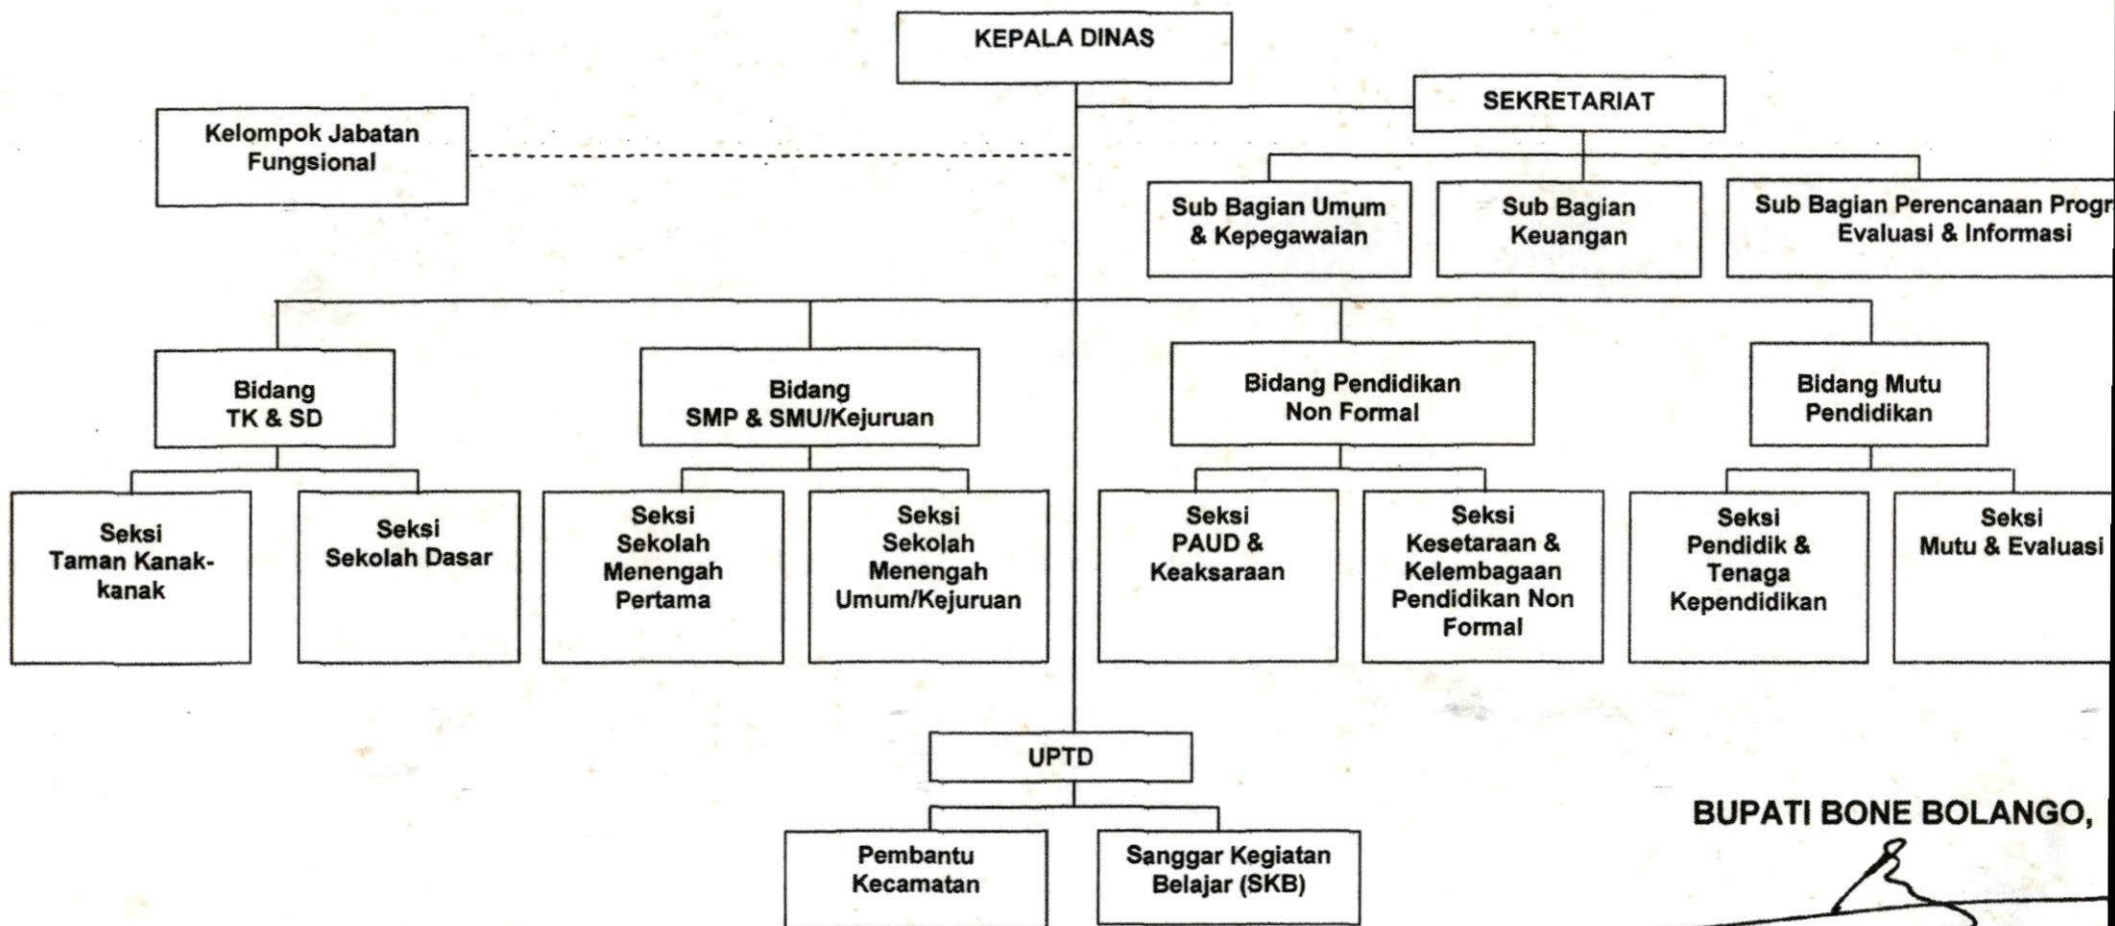 KEPALA DINAS
SEKRETARIAT
Kelompok Jabatan
Fungsional
Sub Bagian Umum
& Kepegawaian
Sub Bagian
Keuangan
Sub Bagian Perencanaan Progr
Evaluasi & Informasi
Bidang
TK & SD
Bidang
SMP & SMU/Kejuruan
Bidang Pendidikan
Non Formal
Bidang Mutu
Pendidikan
Seksi
Taman Kanak-
kanak
Seksi
Sekolah Dasar
Seksi
Sekolah
Menengah
Pertama
Seksi
Sekolah
Menengah
Umum/Kejuruan
Seksi
PAUD &
Keaksaraan
Seksi
Kesetaraan &
Kelembagaan
Pendidikan Non
Formal
Seksi
Pendidik &
Tenaga
Kependidikan
Seksi
Mutu & Evaluasi
UPTD
Pembantu
Kecamatan
Sanggar Kegiatan
Belajar (SKB)
BUPATI BONE BOLANGO,